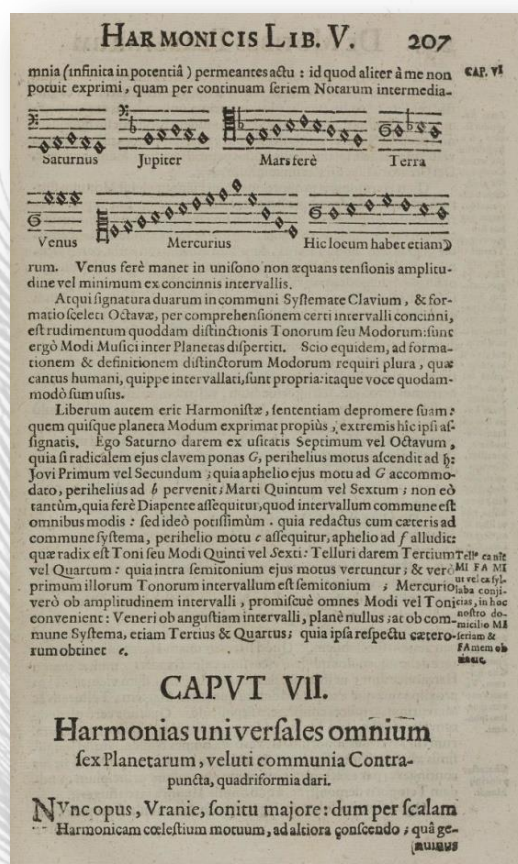 HARMONICIS LIB. V. 207
mnia (infinita in potentiâ) permeantes actu : id quod aliter à me non CAP. VI
potuit exprimi, quam per continuam ſeriem Notarum intermedia-
Saturnus Jupiter Mars ferè Terra
Venus Mercurius Hic locum habet etiam ☽
rum. Venus ferè manet in uniſono non æquans tenſionis amplitu-
dine vel minimum ex concinnis intervallis.
Atqui ſignatura duarum in communi Syſtemate Clavium, & for-
matio ſceleti Octavæ, per comprehenſionem certi intervalli concinni,
eſt rudimentum quoddam diſtinctionis Tonorum ſeu Modorum: ſunt
ergò Modi Muſici inter Planetas diſpertiti. Scio equidem, ad forma-
tionem & definitionem diſtinctorum Modorum requiri plura, quæ
cantus humani, quippe intervallati, ſunt propria: itaque voce quodam-
modò ſum uſus.
Liberum autem erit Harmoniſtæ, ſententiam depromere ſuam:
quem quiſque planeta Modum exprimat propiùs, extremis hîc ipſi aſ-
ſignatis. Ego Saturno darem ex uſitatis Septimum vel Octavum,
quia ſi radicalem ejus clavem ponas G, perihelius motus aſcendit ad ♮:
Jovi Primum vel Secundum; quia aphelio ejus motu ad G accommo-
dato, perihelius ad b pervenit; Marti Quintum vel Sextum; non eò
tantùm, quia ferè Diapente aſſequitur, quod intervallum commune eſt
omnibus modis: ſed ideò potiſſimùm. quia redactus cum cæteris ad
commune ſyſtema, perihelio motu c aſſequitur, aphelio ad f alludit:
quæ radix eſt Toni ſeu Modi Quinti vel Sexti: Telluri darem Tertium
vel Quartum: quia intra ſemitonium ejus motus vertuntur; & verò
primum illorum Tonorum intervallum eſt ſemitonium; Mercurio
verò ob amplitudinem intervalli, promiſcuè omnes Modi vel Toni
convenient: Veneri ob anguſtiam intervalli, planè nullus; at ob com-
mune Syſtema, etiam Tertius & Quartus; quia ipſa reſpectu cætero-
rum obtinet e.
Tellº canit
MI FA MI
ut vel ex ſyl-
laba conji-
cias, in hoc
noſtro do-
micilio MI
ſeriam &
FAmem ob
tinere.
CAPVT VII.
Harmonias univerſales omnium
ſex Planetarum, veluti communia Contra-
puncta, quadriformia dari.
NVnc opus, Vranie, ſonitu majore: dum per ſcalam
Harmonicam cœleſtium motuum, ad altiora conſcendo; quâ ge-
nuinus